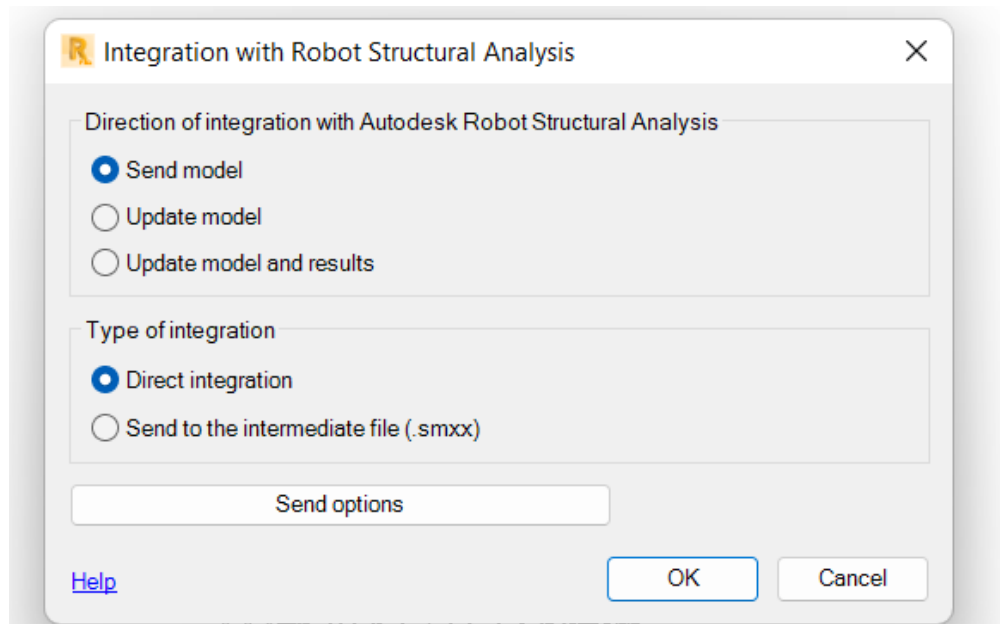 Integration with Robot Structural Analysis
Direction of integration with Autodesk Robot Structural Analysis
Send model
Update model
Update model and results
Type of integration
Direct integration
Send to the intermediate file (.smxx)
Send options
Help
OK
Cancel